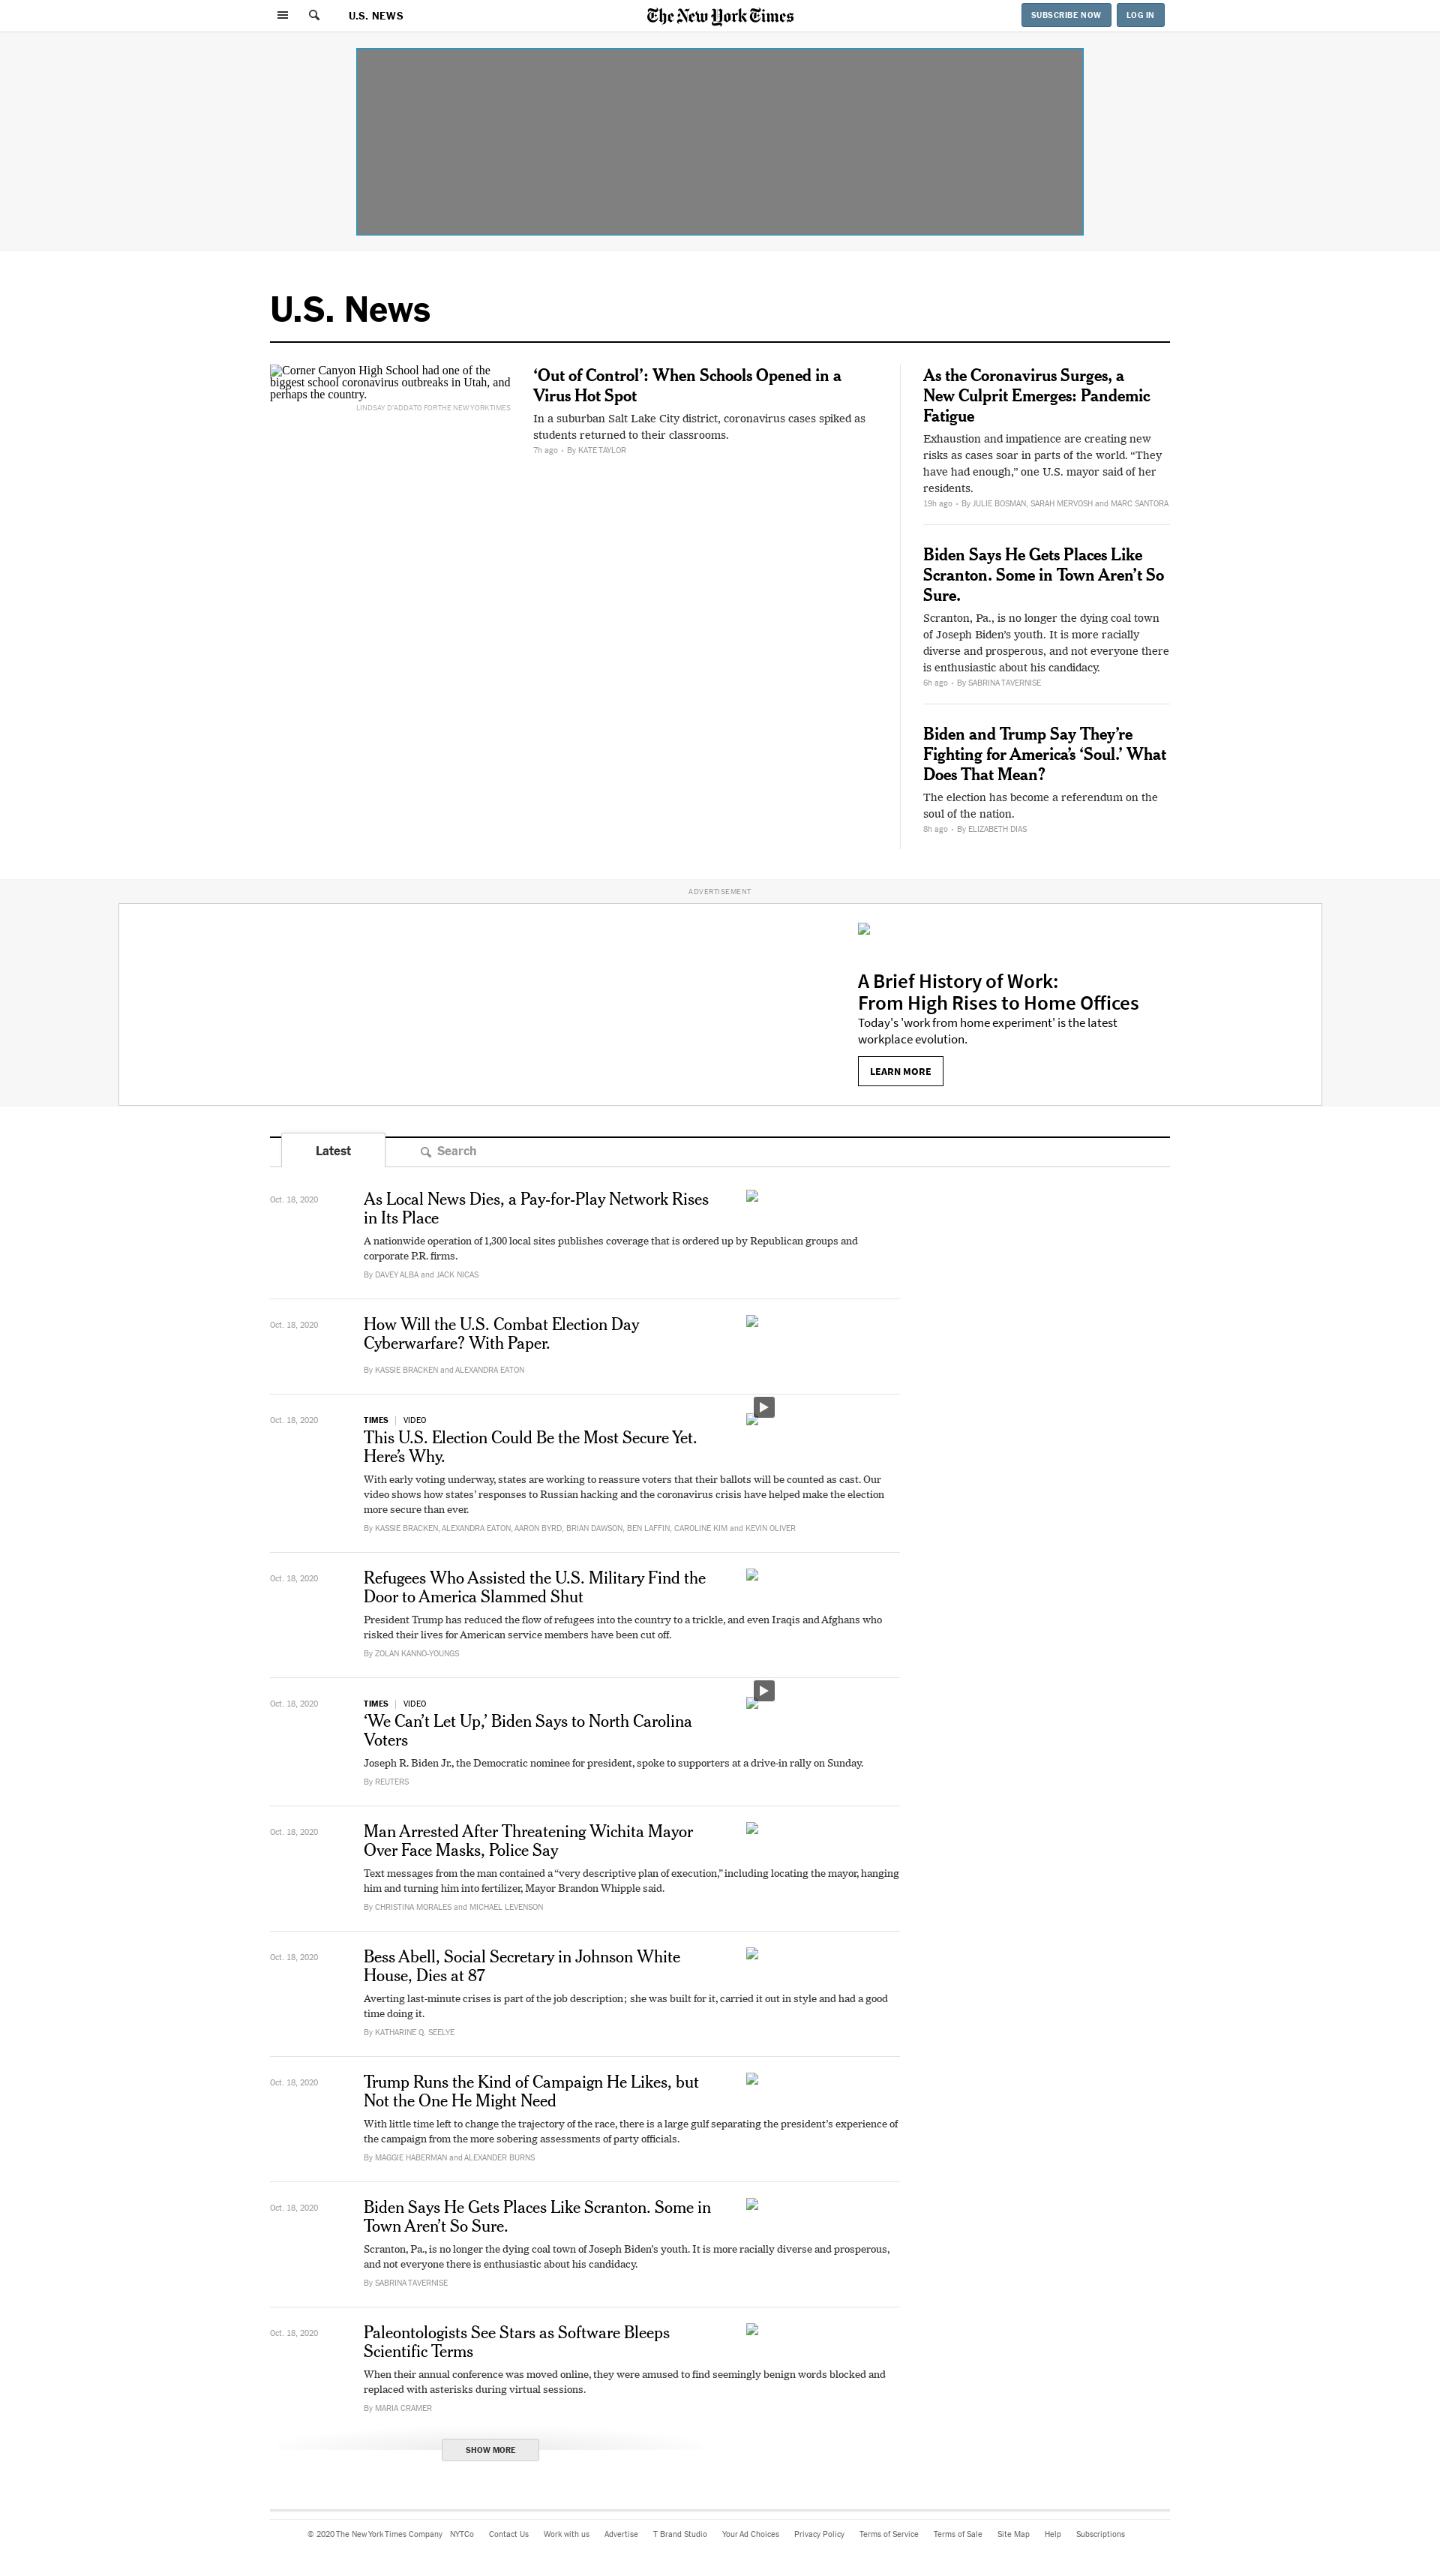 U.S. NEWS
The New York Times
SUBSCRIBE NOW
LOG IN
U.S. News
Corner Canyon High School had one of the
biggest school coronavirus outbreaks in Utah, and
perhaps the country.
LINDSAY D'ADDATO FOR THE NEW YORK TIMES
‘Out of Control’: When Schools Opened in a
Virus Hot Spot
In a suburban Salt Lake City district, coronavirus cases spiked as
students returned to their classrooms.
7h ago • By KATE TAYLOR
As the Coronavirus Surges, a
New Culprit Emerges: Pandemic
Fatigue
Exhaustion and impatience are creating new
risks as cases soar in parts of the world. “They
have had enough,” one U.S. mayor said of her
residents.
19h ago • By JULIE BOSMAN, SARAH MERVOSH and MARC SANTORA
Biden Says He Gets Places Like
Scranton. Some in Town Aren’t So
Sure.
Scranton, Pa., is no longer the dying coal town
of Joseph Biden’s youth. It is more racially
diverse and prosperous, and not everyone there
is enthusiastic about his candidacy.
6h ago • By SABRINA TAVERNISE
Biden and Trump Say They’re
Fighting for America’s ‘Soul.’ What
Does That Mean?
The election has become a referendum on the
soul of the nation.
8h ago • By ELIZABETH DIAS
ADVERTISEMENT
A Brief History of Work:
From High Rises to Home Offices
Today's 'work from home experiment' is the latest
workplace evolution.
LEARN MORE
Latest
Search
Oct. 18, 2020
As Local News Dies, a Pay-for-Play Network Rises
in Its Place
A nationwide operation of 1,300 local sites publishes coverage that is ordered up by Republican groups and
corporate P.R. firms.
By DAVEY ALBA and JACK NICAS
Oct. 18, 2020
How Will the U.S. Combat Election Day
Cyberwarfare? With Paper.
By KASSIE BRACKEN and ALEXANDRA EATON
Oct. 18, 2020
TIMES | VIDEO
This U.S. Election Could Be the Most Secure Yet.
Here’s Why.
With early voting underway, states are working to reassure voters that their ballots will be counted as cast. Our
video shows how states’ responses to Russian hacking and the coronavirus crisis have helped make the election
more secure than ever.
By KASSIE BRACKEN, ALEXANDRA EATON, AARON BYRD, BRIAN DAWSON, BEN LAFFIN, CAROLINE KIM and KEVIN OLIVER
Oct. 18, 2020
Refugees Who Assisted the U.S. Military Find the
Door to America Slammed Shut
President Trump has reduced the flow of refugees into the country to a trickle, and even Iraqis and Afghans who
risked their lives for American service members have been cut off.
By ZOLAN KANNO-YOUNGS
Oct. 18, 2020
TIMES | VIDEO
‘We Can’t Let Up,’ Biden Says to North Carolina
Voters
Joseph R. Biden Jr., the Democratic nominee for president, spoke to supporters at a drive-in rally on Sunday.
By REUTERS
Oct. 18, 2020
Man Arrested After Threatening Wichita Mayor
Over Face Masks, Police Say
Text messages from the man contained a “very descriptive plan of execution,” including locating the mayor, hanging
him and turning him into fertilizer, Mayor Brandon Whipple said.
By CHRISTINA MORALES and MICHAEL LEVENSON
Oct. 18, 2020
Bess Abell, Social Secretary in Johnson White
House, Dies at 87
Averting last-minute crises is part of the job description; she was built for it, carried it out in style and had a good
time doing it.
By KATHARINE Q. SEELYE
Oct. 18, 2020
Trump Runs the Kind of Campaign He Likes, but
Not the One He Might Need
With little time left to change the trajectory of the race, there is a large gulf separating the president’s experience of
the campaign from the more sobering assessments of party officials.
By MAGGIE HABERMAN and ALEXANDER BURNS
Oct. 18, 2020
Biden Says He Gets Places Like Scranton. Some in
Town Aren’t So Sure.
Scranton, Pa., is no longer the dying coal town of Joseph Biden’s youth. It is more racially diverse and prosperous,
and not everyone there is enthusiastic about his candidacy.
By SABRINA TAVERNISE
Oct. 18, 2020
Paleontologists See Stars as Software Bleeps
Scientific Terms
When their annual conference was moved online, they were amused to find seemingly benign words blocked and
replaced with asterisks during virtual sessions.
By MARIA CRAMER
SHOW MORE
© 2020 The New York Times Company NYTCo Contact Us Work with us Advertise T Brand Studio Your Ad Choices Privacy Policy Terms of Service Terms of Sale Site Map Help Subscriptions